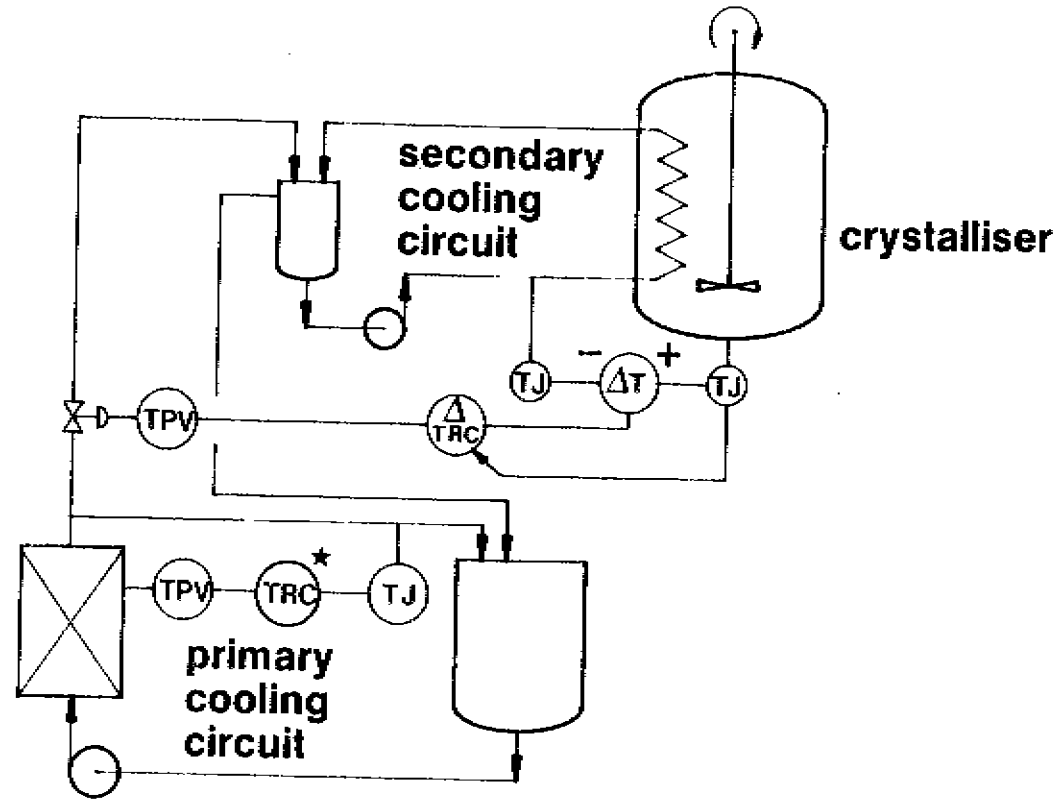 secondary
cooling
circuit
crystalliser
− +
TJ ΔT TJ
TPV Δ
TRC
TPV TRC ★ TJ
primary
cooling
circuit